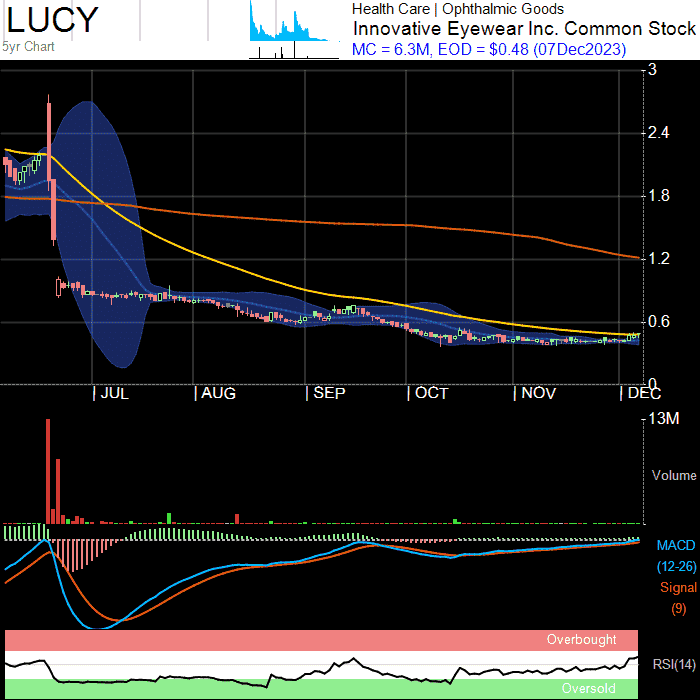 LUCY
5yr Chart
Health Care | Ophthalmic Goods
Innovative Eyewear Inc. Common Stock
MC = 6.3M, EOD = $0.48 (07Dec2023)
3
2.4
1.8
1.2
0.6
0
JUL
AUG
SEP
OCT
NOV
DEC
13M
Volume
MACD
(12-26)
Signal
(9)
Overbought
RSI(14)
Oversold